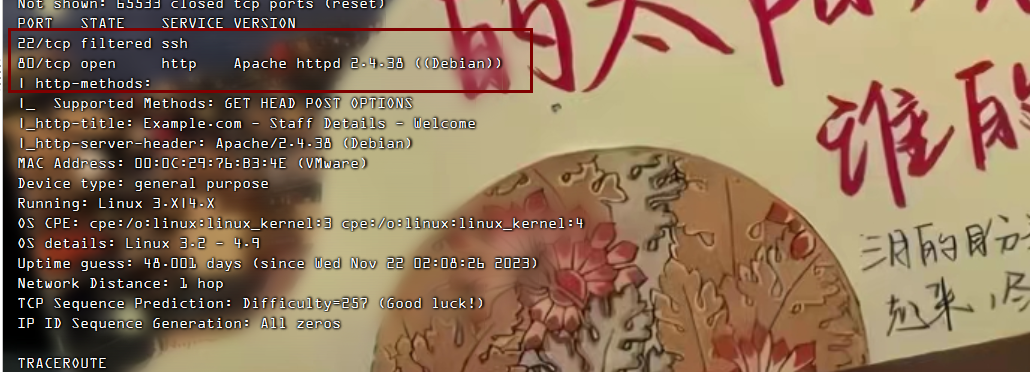 Not shown: 65533 closed tcp ports (reset)
PORT   STATE    SERVICE VERSION
22/tcp filtered ssh
80/tcp open     http    Apache httpd 2.4.38 ((Debian))
| http-methods:
|_  Supported Methods: GET HEAD POST OPTIONS
|_http-title: Example.com - Staff Details - Welcome
|_http-server-header: Apache/2.4.38 (Debian)
MAC Address: 00:0C:29:76:B3:4E (VMware)
Device type: general purpose
Running: Linux 3.X|4.X
OS CPE: cpe:/o:linux:linux_kernel:3 cpe:/o:linux:linux_kernel:4
OS details: Linux 3.2 - 4.9
Uptime guess: 48.001 days (since Wed Nov 22 02:08:26 2023)
Network Distance: 1 hop
TCP Sequence Prediction: Difficulty=257 (Good luck!)
IP ID Sequence Generation: All zeros
TRACEROUTE
的太
谁的
三月的
起来,尽